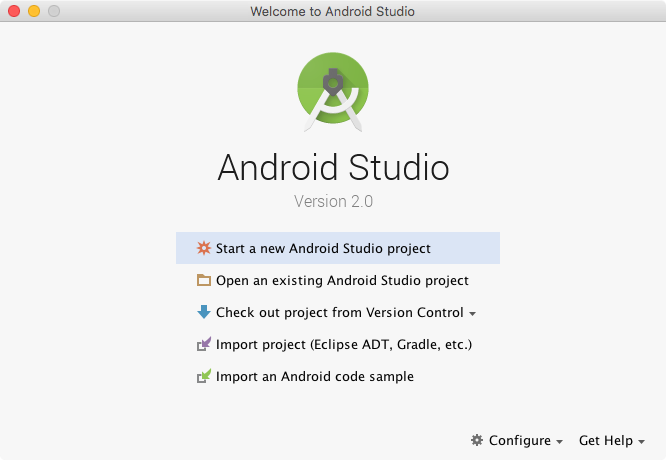 Welcome to Android Studio
Android Studio
Version 2.0
Start a new Android Studio project
Open an existing Android Studio project
Check out project from Version Control
Import project (Eclipse ADT, Gradle, etc.)
Import an Android code sample
Configure Get Help